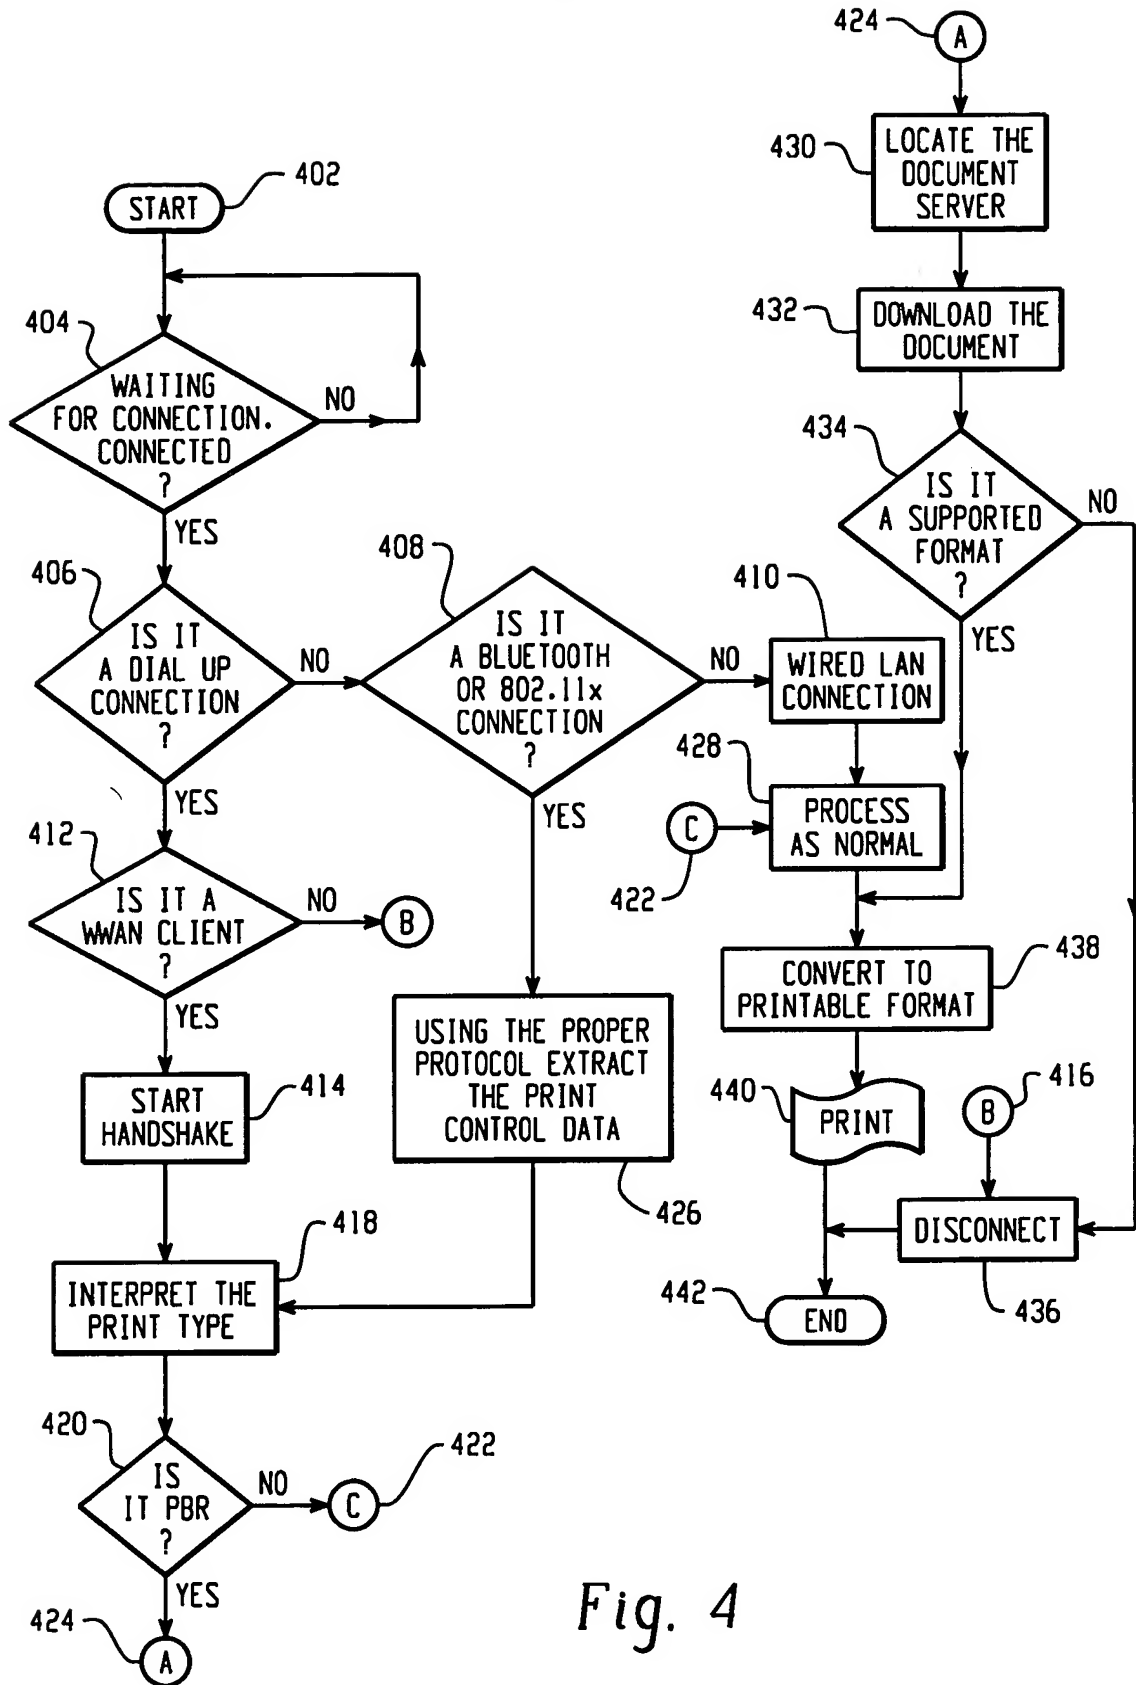 424
A
430
LOCATE THE
DOCUMENT
SERVER
402
START
432
DOWNLOAD THE
DOCUMENT
404
WAITING
FOR CONNECTION.
CONNECTED
?
NO
YES
434
IS IT
A SUPPORTED
FORMAT
?
NO
YES
406
IS IT
A DIAL UP
CONNECTION
?
NO
YES
408
IS IT
A BLUETOOTH
OR 802.11x
CONNECTION
?
NO
YES
410
WIRED LAN
CONNECTION
428
PROCESS
AS NORMAL
C
422
412
IS IT A
WWAN CLIENT
?
NO
B
YES
438
CONVERT TO
PRINTABLE FORMAT
414
START
HANDSHAKE
USING THE PROPER
PROTOCOL EXTRACT
THE PRINT
CONTROL DATA
426
440
PRINT
416
B
DISCONNECT
436
418
INTERPRET THE
PRINT TYPE
442
END
420
IS
IT PBR
?
NO
C
422
YES
424
A
Fig. 4